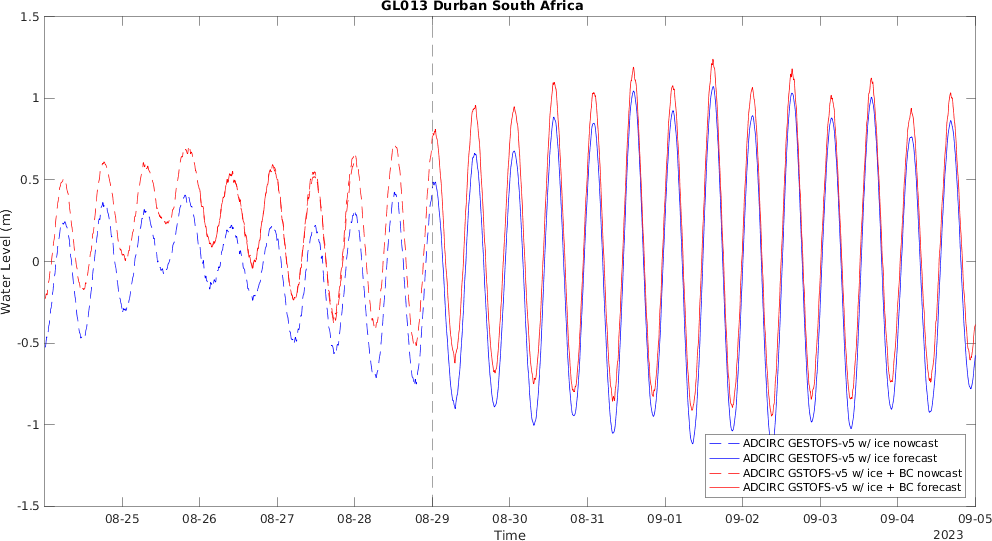 GL013 Durban South Africa
1.5
1
0.5
0
-0.5
-1
-1.5
Water Level (m)
ADCIRC GESTOFS-v5 w/ ice nowcast
ADCIRC GESTOFS-v5 w/ ice forecast
ADCIRC GSTOFS-v5 w/ ice + BC nowcast
ADCIRC GSTOFS-v5 w/ ice + BC forecast
08-25 08-26 08-27 08-28 08-29 08-30 08-31 09-01 09-02 09-03 09-04 09-05
Time
2023